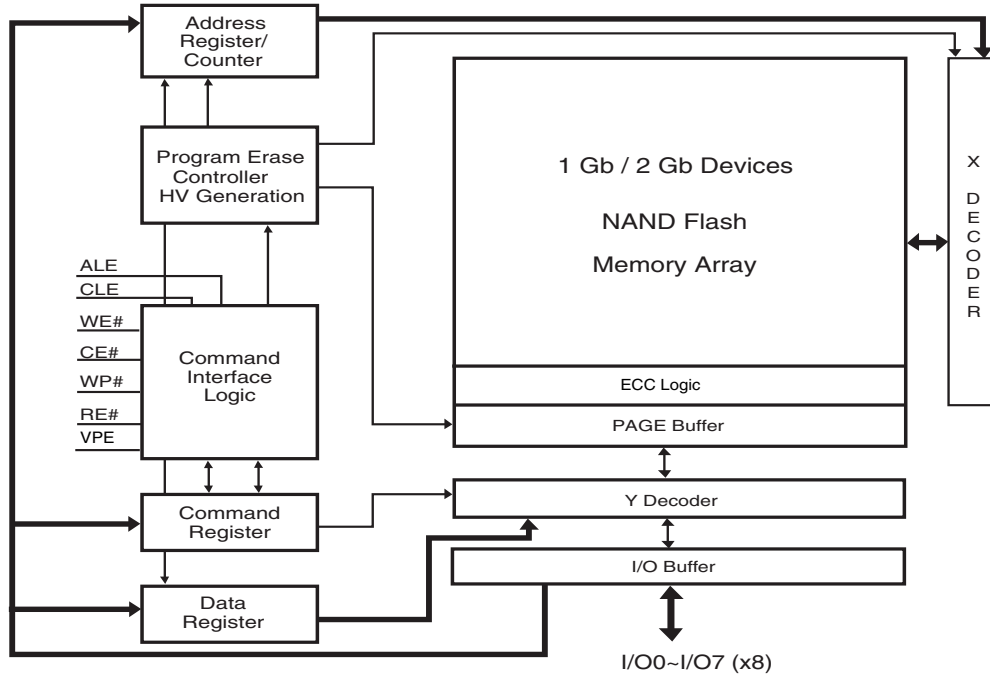 Address
Register/
Counter
Program Erase
Controller
HV Generation
ALE
CLE
WE#
CE#
WP#
RE#
VPE
Command
Interface
Logic
Command
Register
Data
Register
1 Gb / 2 Gb Devices
NAND Flash
Memory Array
ECC Logic
PAGE Buffer
Y Decoder
I/O Buffer
I/O0~I/O7 (x8)
X
D
E
C
O
D
E
R